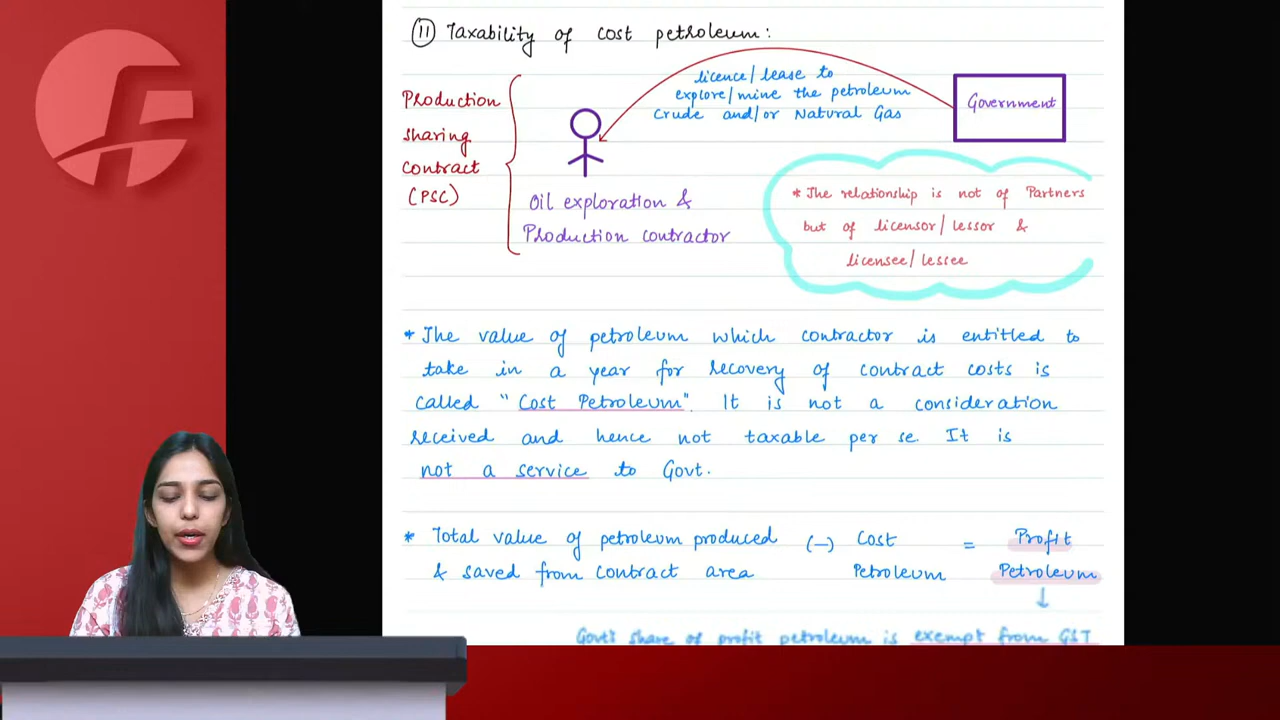 11 Taxability of cost petroleum:
Production
sharing
contract
(PSC)
licence/lease to
explore/mine the petroleum
Crude and/or Natural Gas
Government
Oil exploration &
Production contractor
* The relationship is not of Partners
but of licensor/lessor &
licensee/lessee
* The value of petroleum which contractor is entitled to
take in a year for recovery of contract costs is
called "Cost Petroleum". It is not a consideration
received and hence not taxable per se. It is
not a service to Govt.
* Total value of petroleum produced (-) Cost = Profit
& saved from contract area Petroleum Petroleum
Govt's share of profit petroleum is exempt from GST